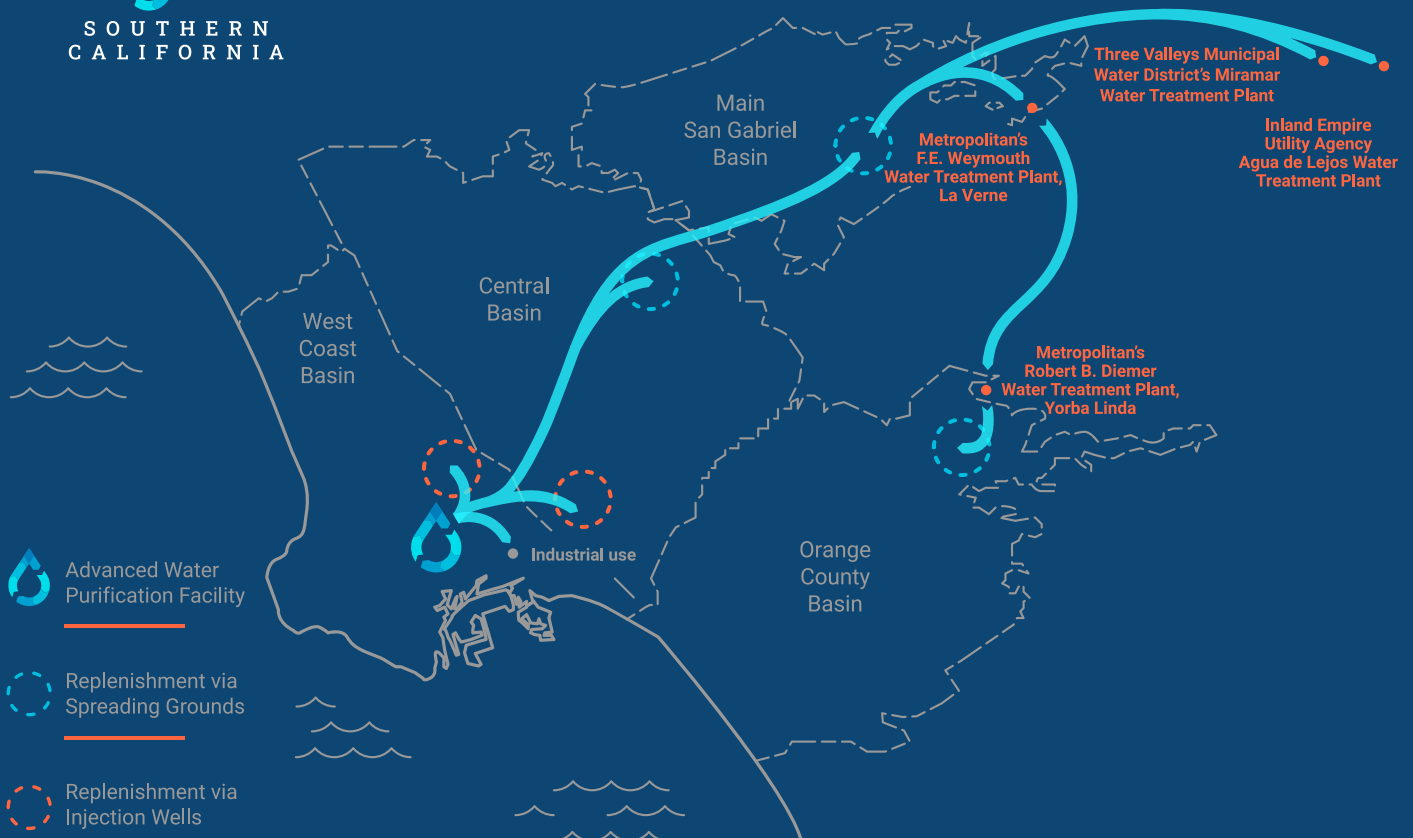 SOUTHERN
CALIFORNIA
Three Valleys Municipal
Water District's Miramar
Water Treatment Plant
Inland Empire
Utility Agency
Agua de Lejos Water
Treatment Plant
Main
San Gabriel
Basin
Metropolitan's
F.E. Weymouth
Water Treatment Plant,
La Verne
Central
Basin
West
Coast
Basin
Metropolitan's
Robert B. Diemer
Water Treatment Plant,
Yorba Linda
Industrial use
Orange
County
Basin
Advanced Water
Purification Facility
Replenishment via
Spreading Grounds
Replenishment via
Injection Wells